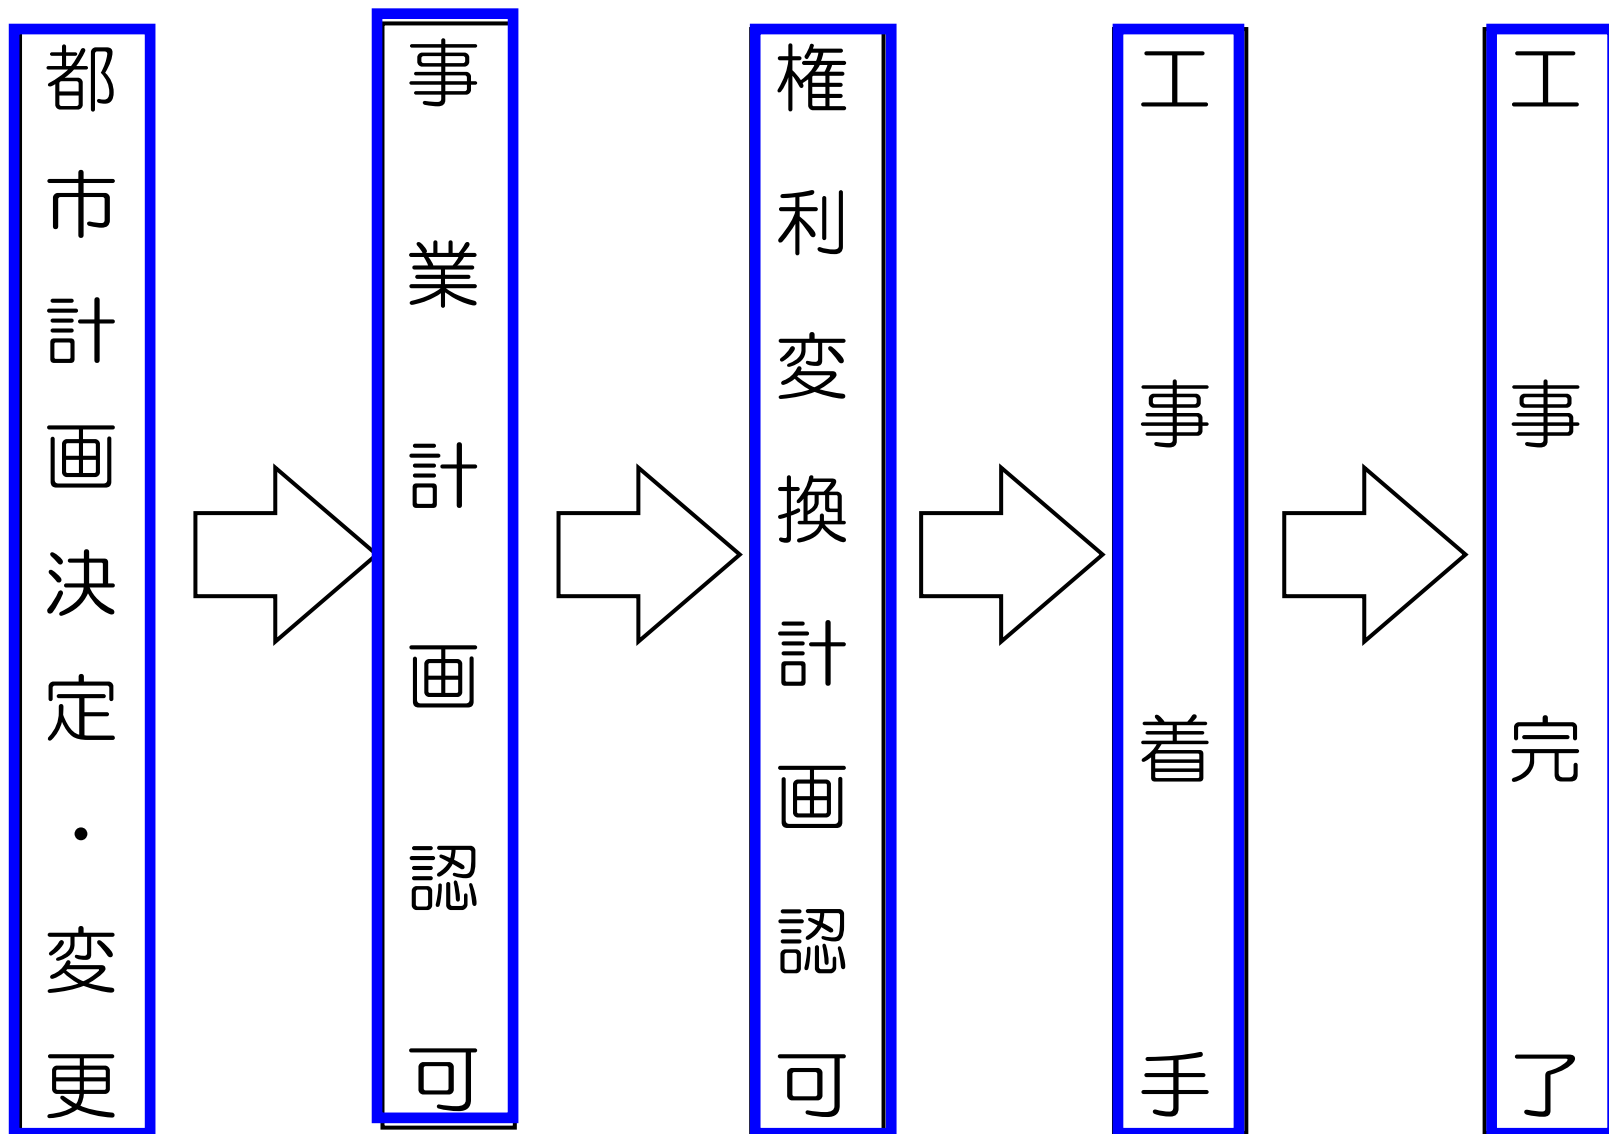 都市計画決定・変更
事業計画認可
権利変換計画認可
工事着手
工事完了